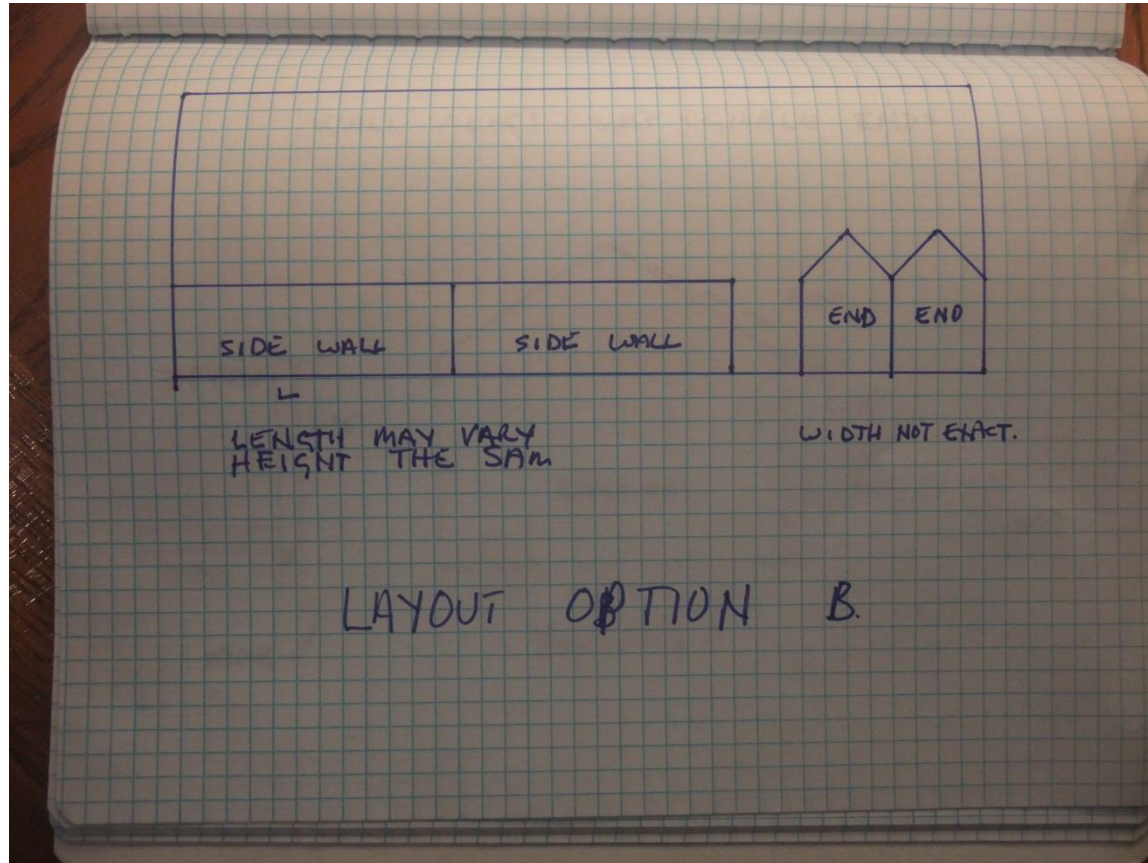 SIDE WALL
SIDE WALL
END
END
L
LENGTH MAY VARY
HEIGHT THE SAM
WIDTH NOT EXACT.
LAYOUT OPTION B.